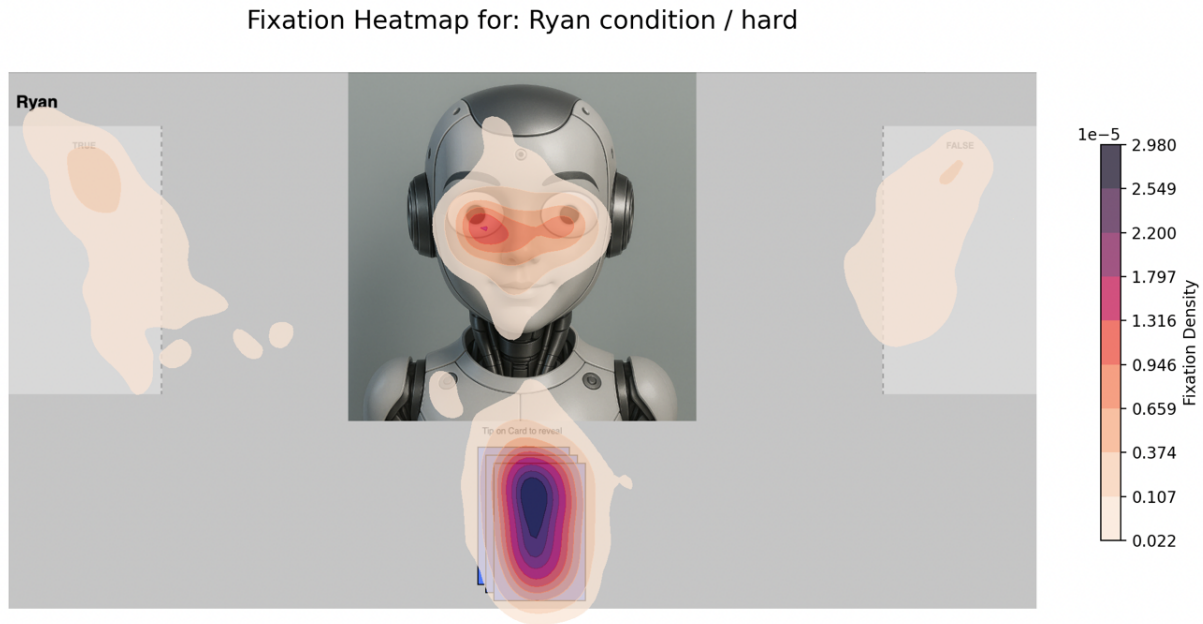 Fixation Heatmap for: Ryan condition / hard
Ryan
TRUE
FALSE
Tip on Card to reveal
1e−5
2.980
2.549
2.200
1.797
1.316
0.946
0.659
0.374
0.107
0.022
Fixation Density